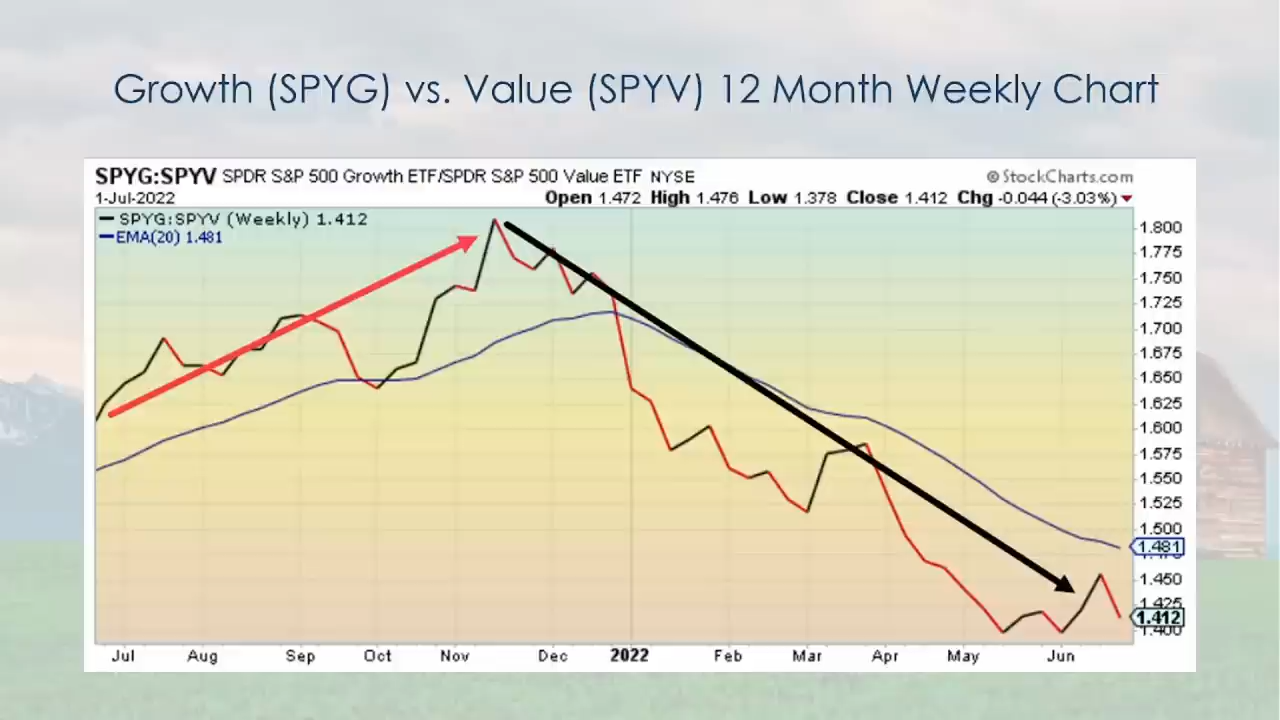 Growth (SPYG) vs. Value (SPYV) 12 Month Weekly Chart
SPYG:SPYV SPDR S&P 500 Growth ETF/SPDR S&P 500 Value ETF NYSE
© StockCharts.com
1-Jul-2022
Open 1.472 High 1.476 Low 1.378 Close 1.412 Chg -0.044 (-3.03%)
SPYG:SPYV (Weekly) 1.412
EMA(20) 1.481
1.800
1.775
1.750
1.725
1.700
1.675
1.650
1.625
1.600
1.575
1.550
1.525
1.500
1.481
1.450
1.425
1.412
1.400
Jul Aug Sep Oct Nov Dec 2022 Feb Mar Apr May Jun